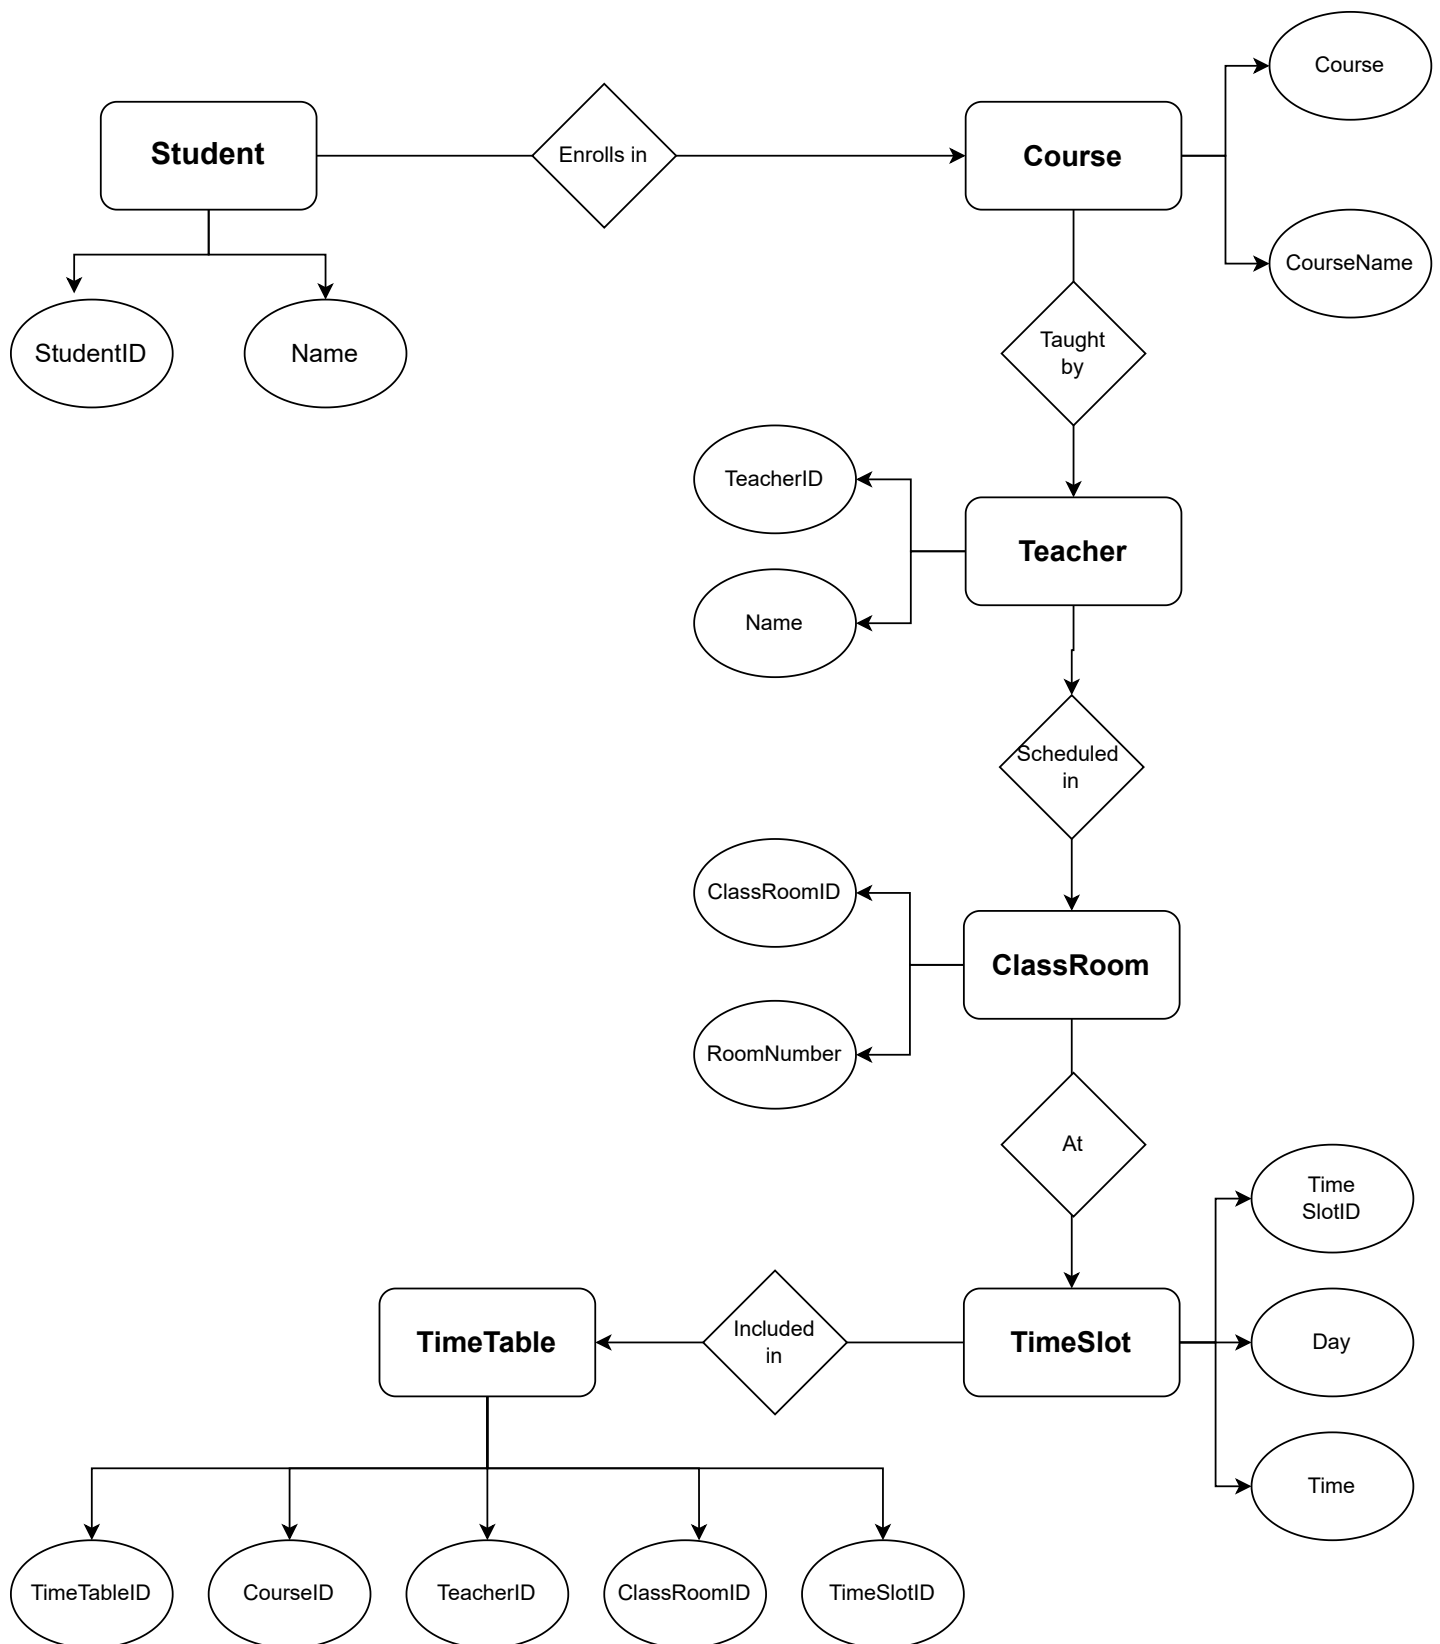 Course
Student
Enrolls in
Course
CourseName
StudentID
Name
Taught
by
TeacherID
Teacher
Name
Scheduled
in
ClassRoomID
ClassRoom
RoomNumber
At
Time
SlotID
TimeTable
Included
in
TimeSlot
Day
Time
TimeTableID
CourseID
TeacherID
ClassRoomID
TimeSlotID